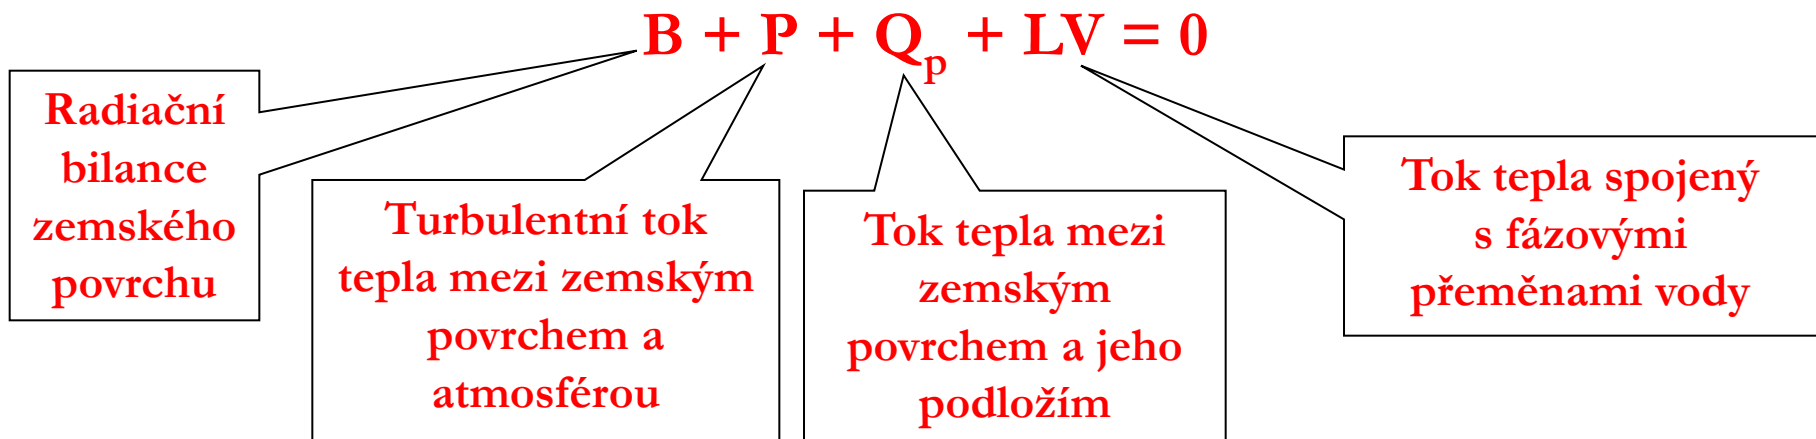 B + P + Qp + LV = 0
Radiační
bilance
zemského
povrchu
Turbulentní tok
tepla mezi zemským
povrchem a
atmosférou
Tok tepla mezi
zemským
povrchem a jeho
podložím
Tok tepla spojený
s fázovými
přeměnami vody